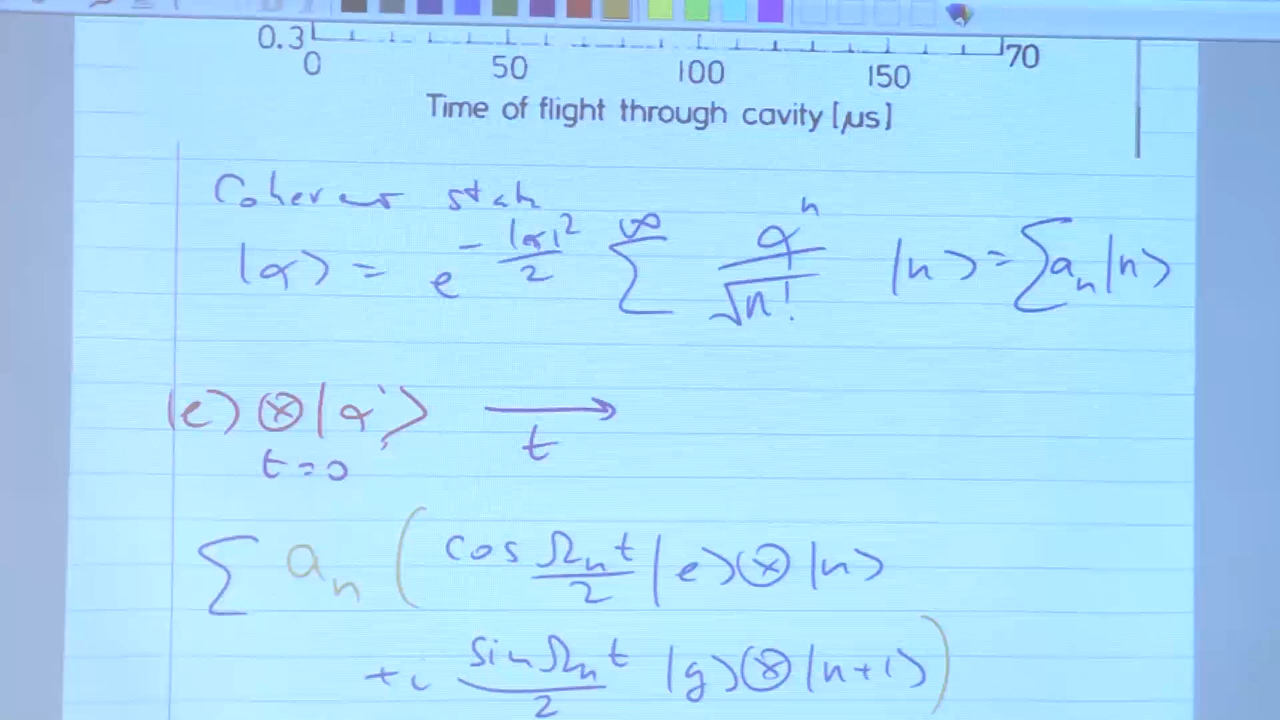 0.3
0 50 100 150 70
Time of flight through cavity [μs]
Coherent state
|α⟩ = e^{-|α|²/2} ∑^∞ αⁿ/√n! |n⟩ = ∑ aₙ|n⟩
|e⟩ ⊗ |α⟩ ⟶ t
t=0
∑ aₙ ( cos Ωₙt/2 |e⟩⊗|n⟩
+i sin Ωₙt/2 |g⟩⊗|n+1⟩ )